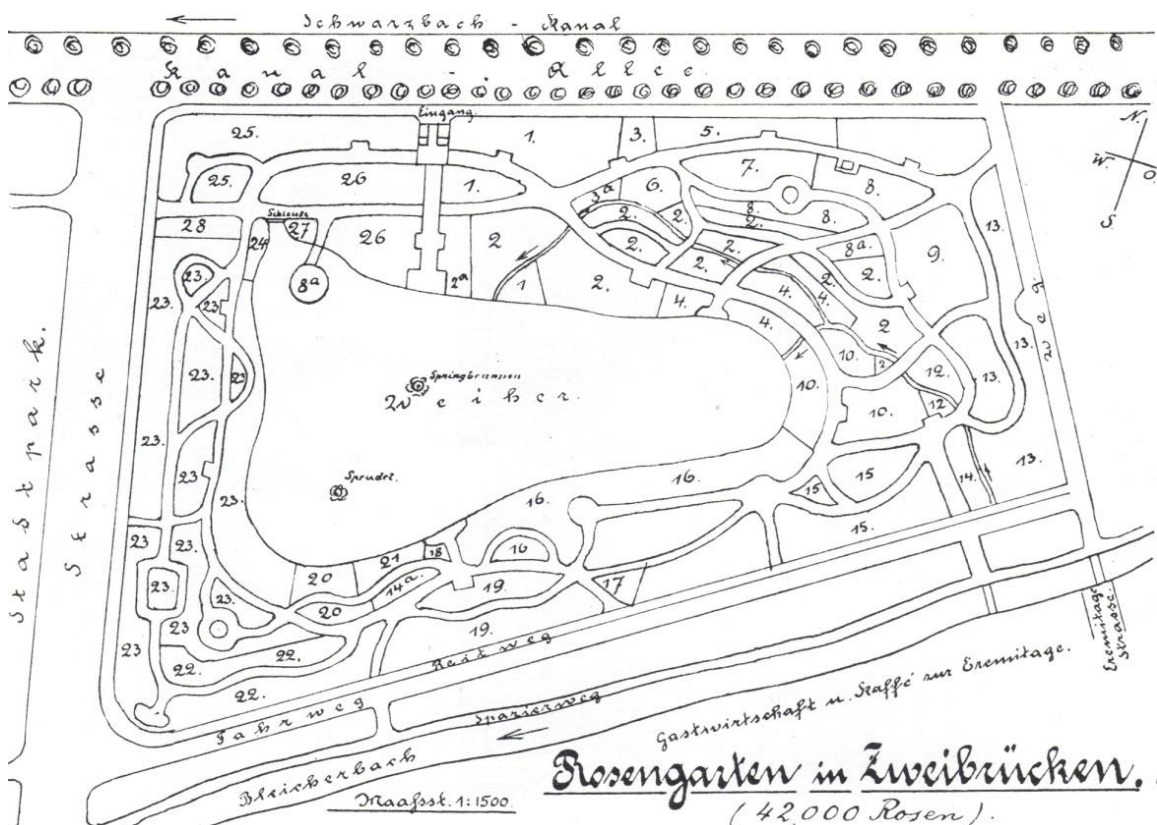 Schwarzbach - Kanal
Kanal - Allee.
Eingang.
25. 1. 3. 5.
N.
W. O.
S.
25. 26 1. 3a 6. 7. 8.
28 24 Schleuse 27 26 2 2. 2. 8. 8. 2. 13.
8a 2a 1 2. 2. 2. 2. 8a. 2. 9.
23. 23. 23 4. 4. 4. 2 13.
23. 23 4. 10. 2 12. 13. Weg
Springbrunnen
Weiher.
10. 10. 12
23. 23 23. 16. 15 15 14. 13.
Sprudel.
16. 15.
23 23. 21 18 16
23. 23. 20 14a. 19. 17
23 23 20 19.
22. 22.
22.
Stadtpark.
Strasse
Reitweg
Fahrweg
Spazierweg
Bleicherbach
Eremitage
Strasse.
Gastwirtschaft u. Kaffé zur Eremitage.
Maafsst. 1:1500.
Rosengarten in Zweibrücken.
(42,000 Rosen).